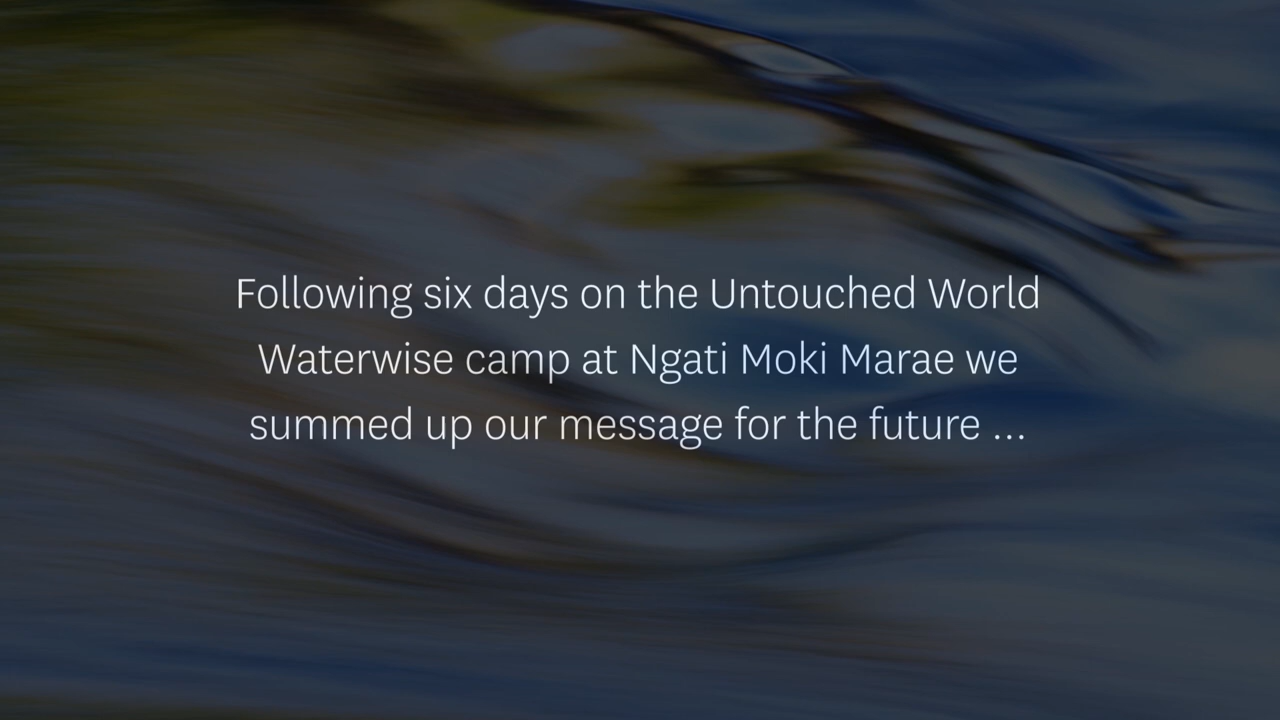 Following six days on the Untouched World
Waterwise camp at Ngati Moki Marae we
summed up our message for the future ...